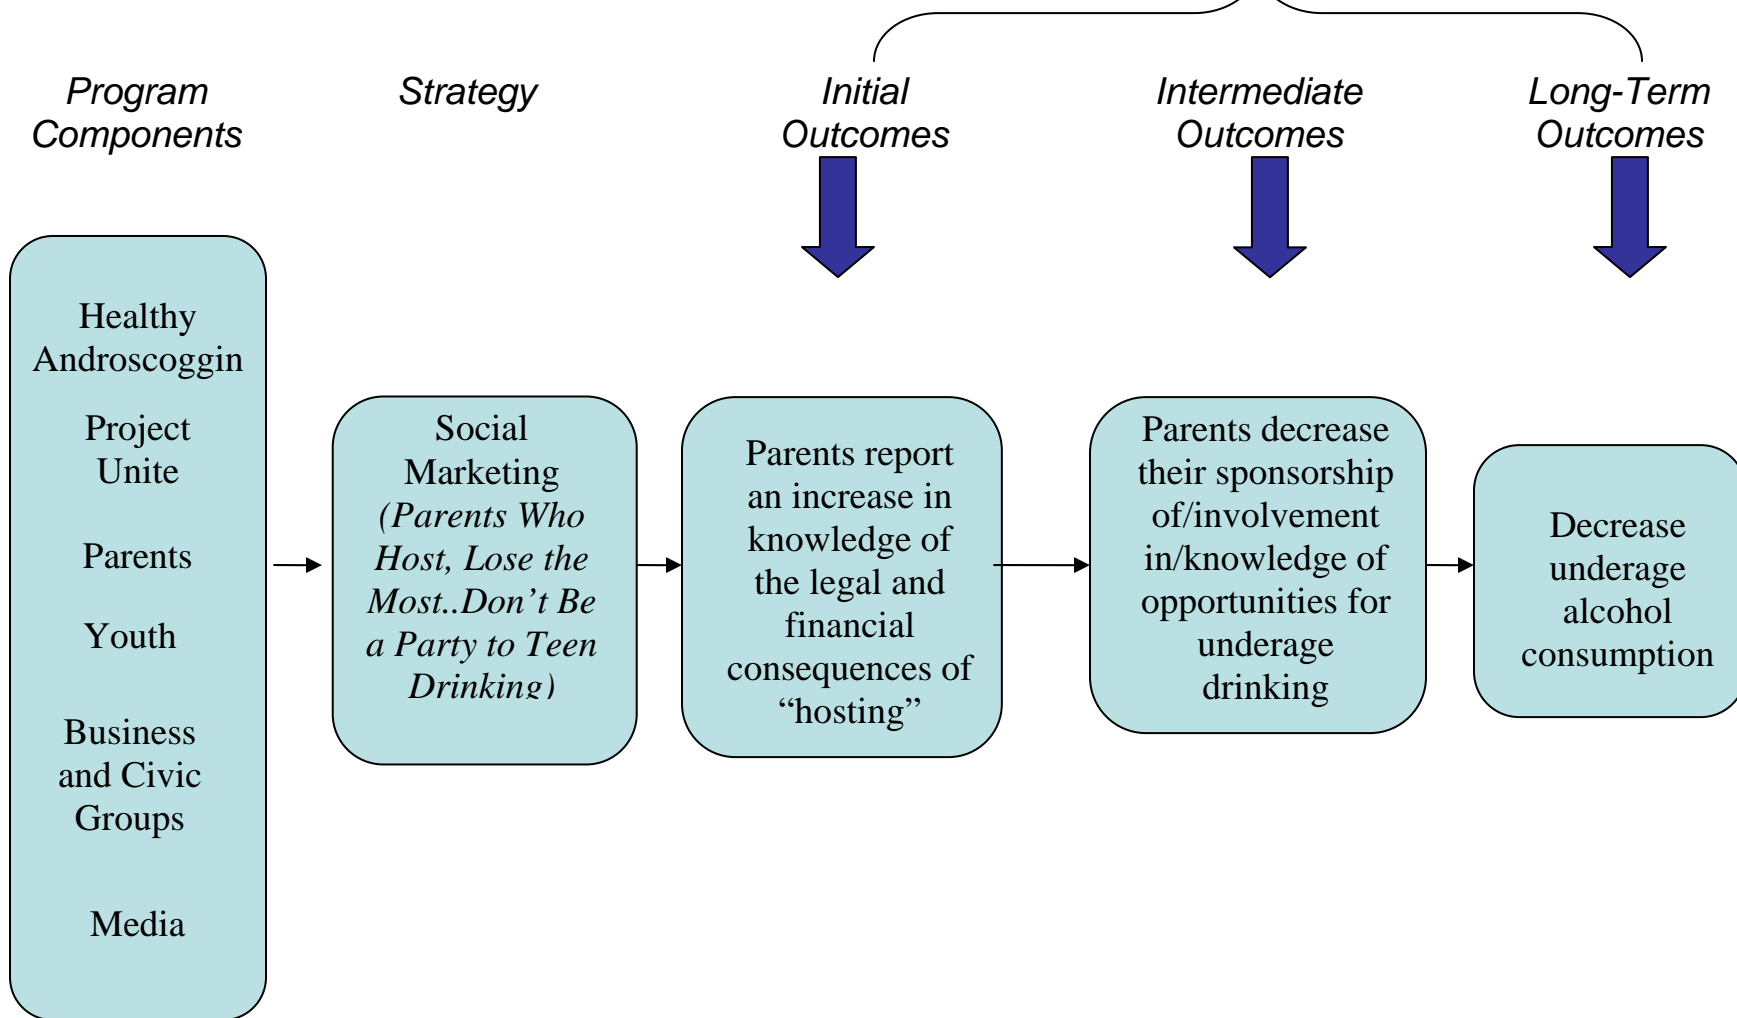 Program
Components
Strategy
Initial
Outcomes
Intermediate
Outcomes
Long-Term
Outcomes
Healthy
Androscoggin
Project
Unite
Parents
Youth
Business
and Civic
Groups
Media
Social
Marketing
(Parents Who
Host, Lose the
Most..Don’t Be
a Party to Teen
Drinking)
Parents report
an increase in
knowledge of
the legal and
financial
consequences of
“hosting”
Parents decrease
their sponsorship
of/involvement
in/knowledge of
opportunities for
underage
drinking
Decrease
underage
alcohol
consumption